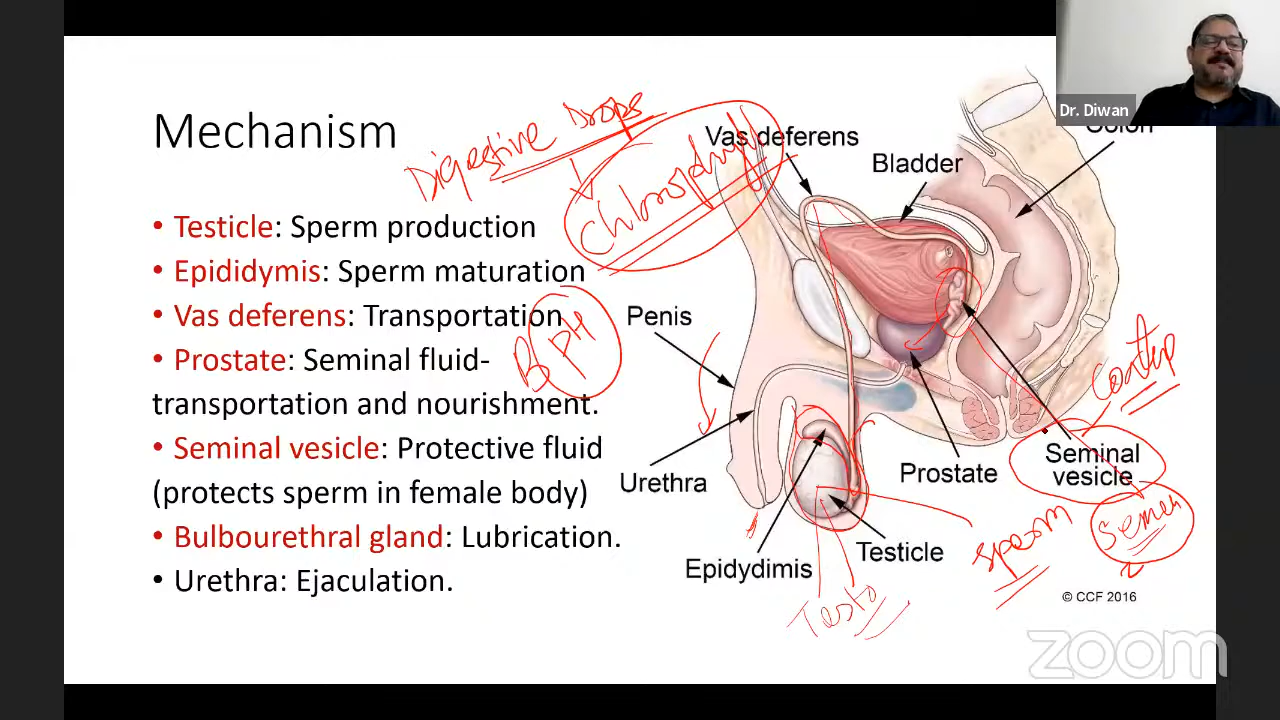 Dr. Diwan
Mechanism
Digestive Drops
Chlorophyll
Vas deferens
Bladder
Colon
• Testicle: Sperm production
• Epididymis: Sperm maturation
• Vas deferens: Transportation
• Prostate: Seminal fluid-
transportation and nourishment.
• Seminal vesicle: Protective fluid
(protects sperm in female body)
• Bulbourethral gland: Lubrication.
• Urethra: Ejaculation.
BPH
Penis
Urethra
Epidydimis
Testicle
Prostate
Seminal
vesicle
Semen
Sperm
Testo
© CCF 2016
zoom